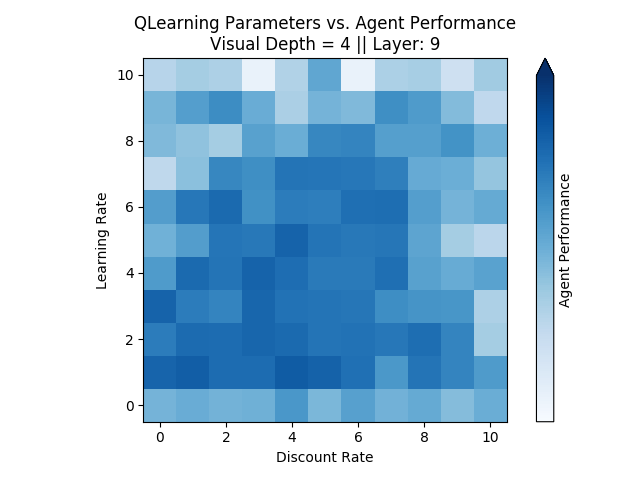 QLearning Parameters vs. Agent Performance
Visual Depth = 4 || Layer: 9
10
8
6
4
2
0
Learning Rate
0 2 4 6 8 10
Discount Rate
Agent Performance